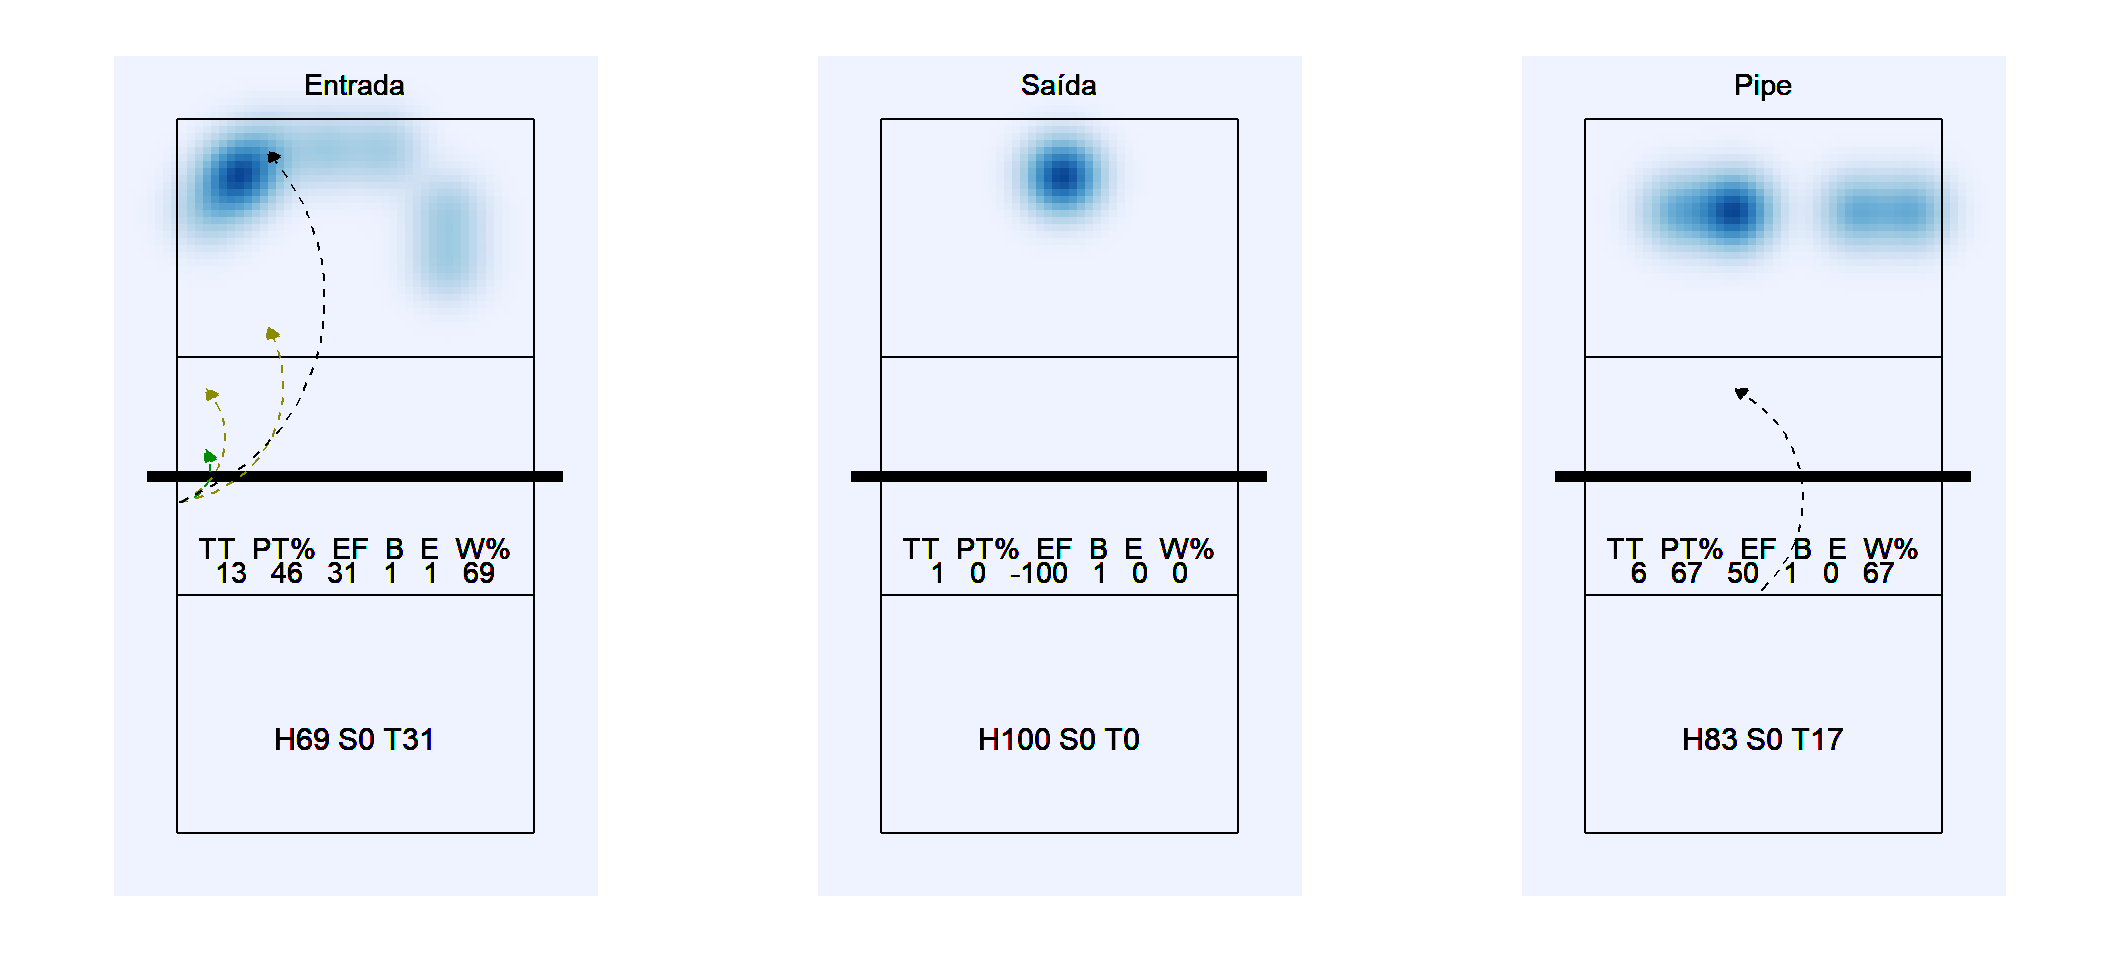 Entrada
TT PT% EF B E W%
13 46 31 1 1 69
H69 S0 T31
Saída
TT PT% EF B E W%
1 0 -100 1 0 0
H100 S0 T0
Pipe
TT PT% EF B E W%
6 67 50 1 0 67
H83 S0 T17